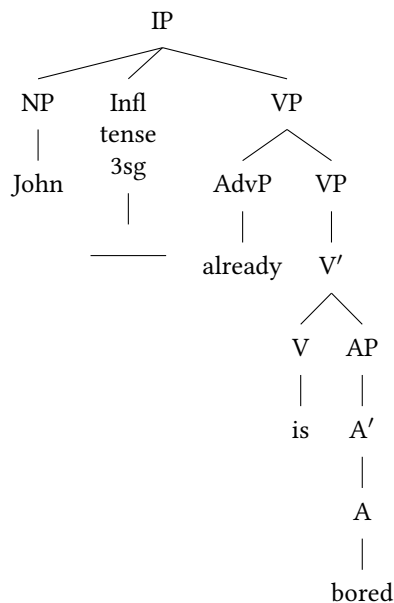 IP
NP Infl VP
tense
3sg
John AdvP VP
already V′
V AP
is A′
A
bored